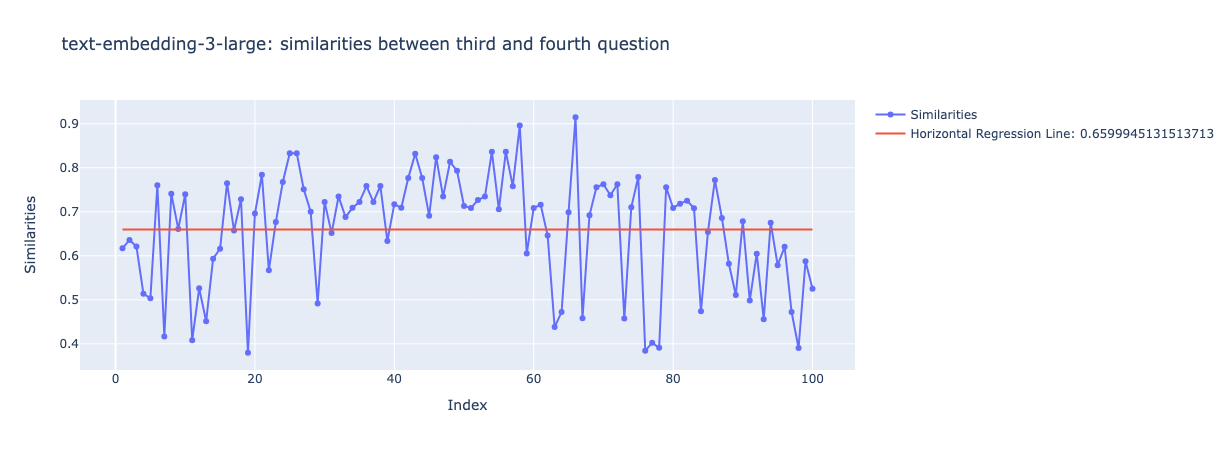 text-embedding-3-large: similarities between third and fourth question
Similarities
Horizontal Regression Line: 0.6599945131513713
0.9
0.8
0.7
0.6
0.5
0.4
Similarities
0
20
40
60
80
100
Index